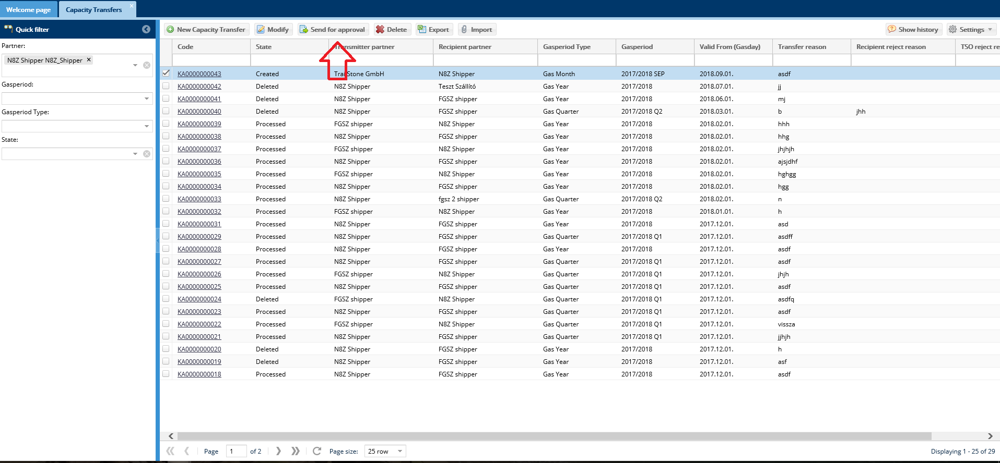 Welcome page Capacity Transfers
Quick filter New Capacity Transfer Modify Send for approval Delete Export Import Show history Settings
Partner:
N8Z Shipper N8Z_Shipper
Gasperiod:
Gasperiod Type:
State:
Code State Transmitter partner Recipient partner Gasperiod Type Gasperiod Valid From (Gasday) Transfer reason Recipient reject reason TSO reject re
KA0000000043 Created TrailStone GmbH N8Z Shipper Gas Month 2017/2018 SEP 2018.09.01. asdf
KA0000000042 Deleted N8Z Shipper Teszt Szállító Gas Year 2017/2018 2018.07.01. jj
KA0000000041 Deleted N8Z Shipper FGSZ shipper Gas Year 2017/2018 2018.06.01. mj
KA0000000040 Deleted N8Z Shipper FGSZ shipper Gas Quarter 2017/2018 Q2 2018.03.01. b jhh
KA0000000039 Processed FGSZ shipper N8Z Shipper Gas Year 2017/2018 2018.02.01. hhh
KA0000000038 Processed N8Z Shipper FGSZ shipper Gas Year 2017/2018 2018.02.01. hhg
KA0000000037 Processed FGSZ shipper N8Z Shipper Gas Year 2017/2018 2018.02.01. jhjhjh
KA0000000036 Processed N8Z Shipper FGSZ shipper Gas Year 2017/2018 2018.02.01. ajsjdhf
KA0000000035 Processed FGSZ shipper N8Z Shipper Gas Year 2017/2018 2018.02.01. hghgg
KA0000000034 Processed N8Z Shipper FGSZ shipper Gas Year 2017/2018 2018.02.01. hgg
KA0000000033 Processed N8Z Shipper fgsz 2 shipper Gas Quarter 2017/2018 Q2 2018.02.01. n
KA0000000032 Processed FGSZ shipper N8Z Shipper Gas Year 2017/2018 2018.01.01. h
KA0000000031 Processed N8Z Shipper FGSZ shipper Gas Year 2017/2018 2017.12.01. asd
KA0000000029 Processed N8Z Shipper FGSZ shipper Gas Quarter 2017/2018 Q1 2017.12.01. asdff
KA0000000028 Processed N8Z Shipper FGSZ shipper Gas Year 2017/2018 2017.12.01. asdf
KA0000000027 Processed N8Z Shipper FGSZ shipper Gas Quarter 2017/2018 Q1 2017.12.01. asdf
KA0000000026 Processed FGSZ shipper N8Z Shipper Gas Quarter 2017/2018 Q1 2017.12.01. jhjh
KA0000000025 Processed N8Z Shipper FGSZ shipper Gas Quarter 2017/2018 Q1 2017.12.01. asdf
KA0000000024 Deleted FGSZ shipper N8Z Shipper Gas Quarter 2017/2018 Q1 2017.12.01. asdfq
KA0000000023 Processed N8Z Shipper FGSZ shipper Gas Quarter 2017/2018 Q1 2017.12.01. asdf
KA0000000022 Processed FGSZ shipper N8Z Shipper Gas Quarter 2017/2018 Q1 2017.12.01. vissza
KA0000000021 Processed N8Z Shipper FGSZ shipper Gas Quarter 2017/2018 Q1 2017.12.01. jjhjh
KA0000000020 Deleted N8Z Shipper FGSZ shipper Gas Year 2017/2018 2017.12.01. h
KA0000000019 Deleted N8Z Shipper FGSZ shipper Gas Year 2017/2018 2017.12.01. asf
KA0000000018 Processed N8Z Shipper FGSZ shipper Gas Year 2017/2018 2017.12.01. asdf
Page 1 of 2 Page size: 25 row Displaying 1 - 25 of 29